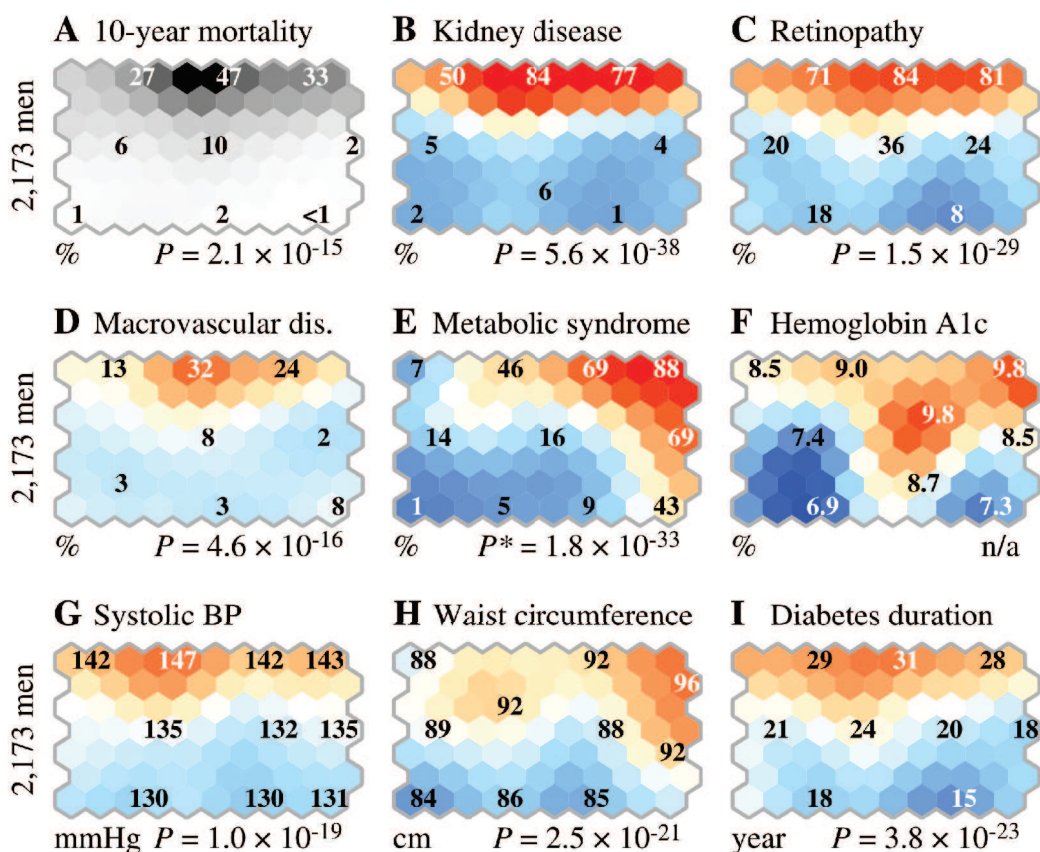 A 10-year mortality
B Kidney disease
C Retinopathy
2,173 men
27 47 33
6 10 2
1 2 <1
% P = 2.1 × 10-15
50 84 77
5 4
6
2 1
% P = 5.6 × 10-38
71 84 81
20 36 24
18 8
% P = 1.5 × 10-29
D Macrovascular dis.
E Metabolic syndrome
F Hemoglobin A1c
2,173 men
13 32 24
8 2
3
3 8
% P = 4.6 × 10-16
7 46 69 88
14 16 69
1 5 9 43
% P* = 1.8 × 10-33
8.5 9.0 9.8
9.8
7.4 8.5
8.7
6.9 7.3
% n/a
G Systolic BP
H Waist circumference
I Diabetes duration
2,173 men
142 147 142 143
135 132 135
130 130 131
mmHg P = 1.0 × 10-19
88 92
96
92
89 88
92
84 86 85
cm P = 2.5 × 10-21
29 31 28
21 24 20 18
18 15
year P = 3.8 × 10-23